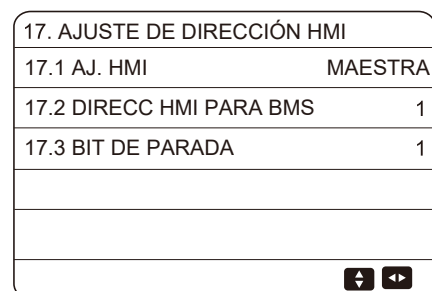 17. AJUSTE DE DIRECCIÓN HMI
17.1 AJ. HMI MAESTRA
17.2 DIRECC HMI PARA BMS 1
17.3 BIT DE PARADA 1